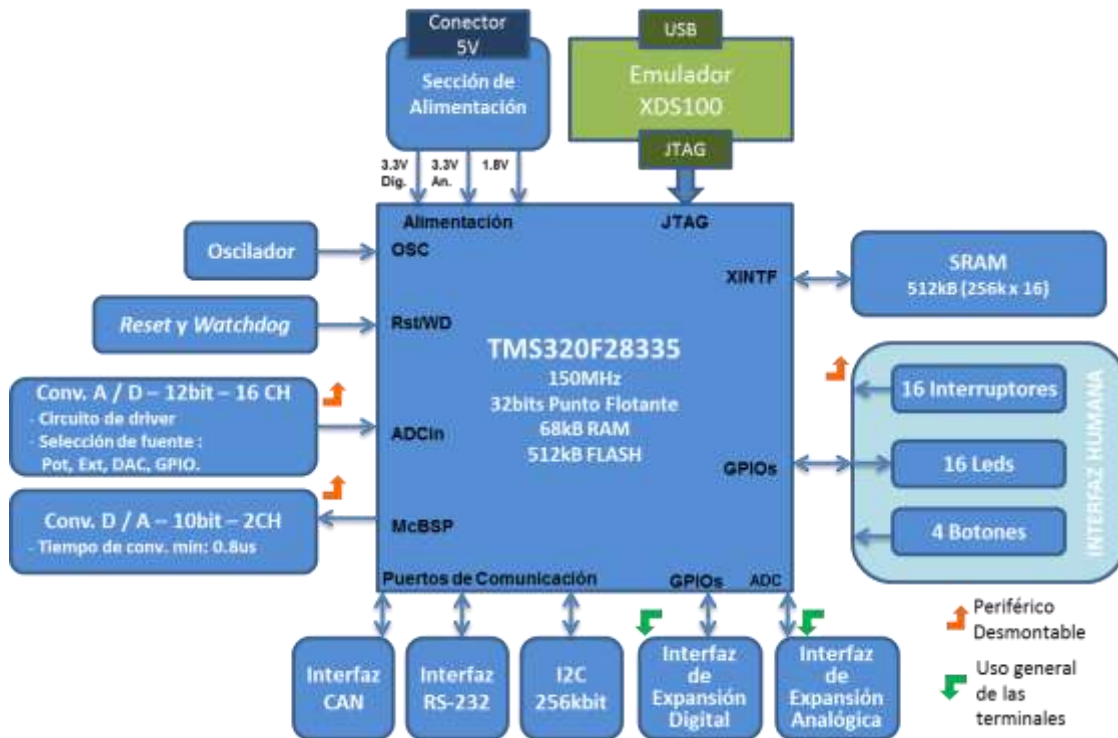 Conector
5V
Sección de
Alimentación
USB
Emulador
XDS100
JTAG
3.3V
Dig.
3.3V
An.
1.8V
Alimentación
JTAG
Oscilador
OSC
XINTF
SRAM
512kB (256k x 16)
Reset y Watchdog
Rst/WD
TMS320F28335
150MHz
32bits Punto Flotante
68kB RAM
512kB FLASH
Conv. A / D – 12bit – 16 CH
- Circuito de driver
- Selección de fuente :
Pot, Ext, DAC, GPIO.
ADCin
GPIOs
16 Interruptores
16 Leds
4 Botones
INTERFAZ HUMANA
Conv. D / A – 10bit – 2CH
- Tiempo de conv. min: 0.8us
McBSP
Puertos de Comunicación
GPIOs
ADC
Interfaz
CAN
Interfaz
RS-232
I2C
256kbit
Interfaz
de
Expansión
Digital
Interfaz
de
Expansión
Analógica
Periférico
Desmontable
Uso general
de las
terminales